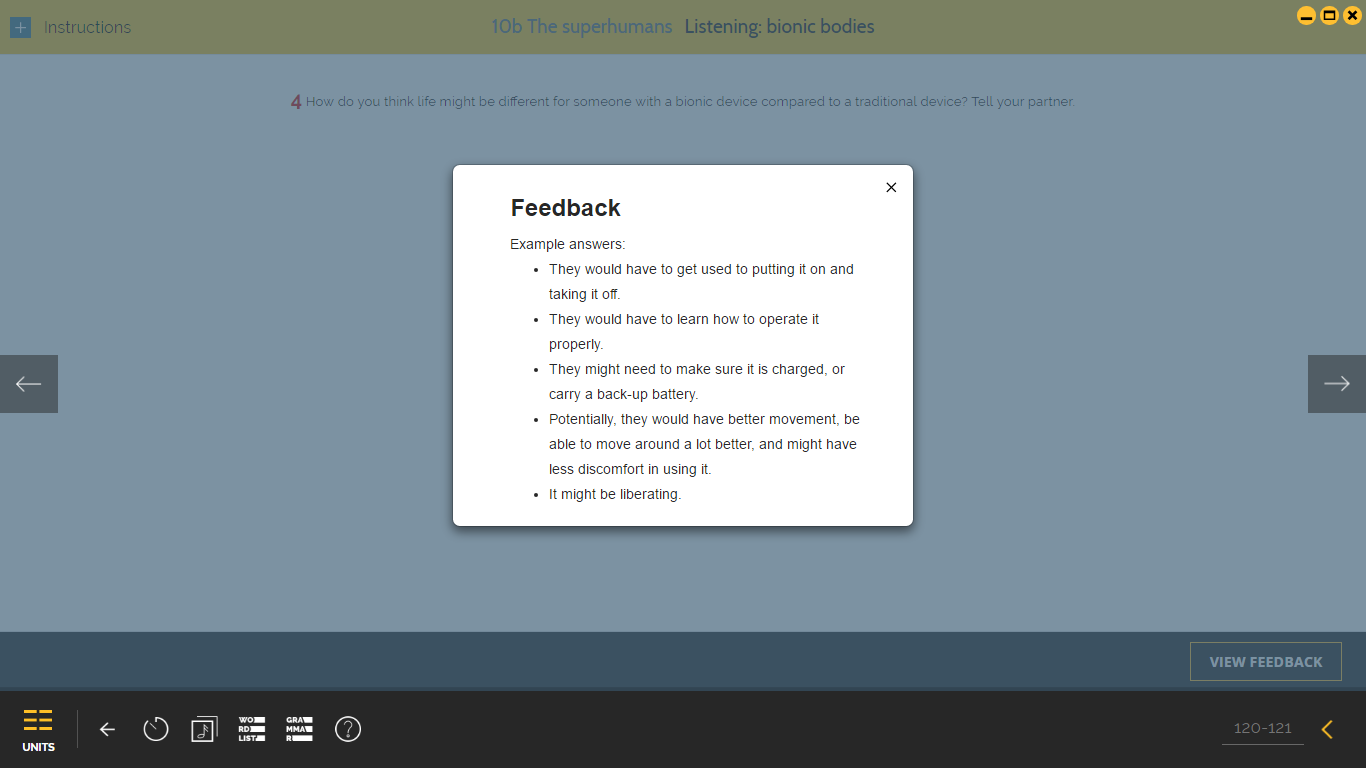 Instructions
10b The superhumans Listening: bionic bodies
4 How do you think life might be different for someone with a bionic device compared to a traditional device? Tell your partner.
Feedback
Example answers:
• They would have to get used to putting it on and
taking it off.
• They would have to learn how to operate it
properly.
• They might need to make sure it is charged, or
carry a back-up battery.
• Potentially, they would have better movement, be
able to move around a lot better, and might have
less discomfort in using it.
• It might be liberating.
VIEW FEEDBACK
UNITS
WO
RD
LIST
GRA
MMA
R
120-121